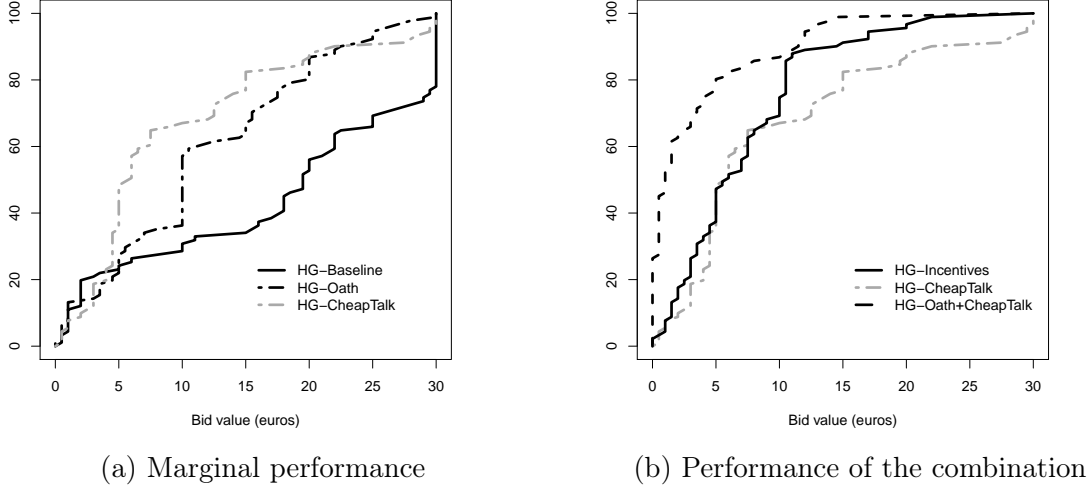 100
80
60
40
20
0
HG−Baseline
HG−Oath
HG−CheapTalk
0 5 10 15 20 25 30
Bid value (euros)
(a) Marginal performance
100
80
60
40
20
0
HG−Incentives
HG−CheapTalk
HG−Oath+CheapTalk
0 5 10 15 20 25 30
Bid value (euros)
(b) Performance of the combination